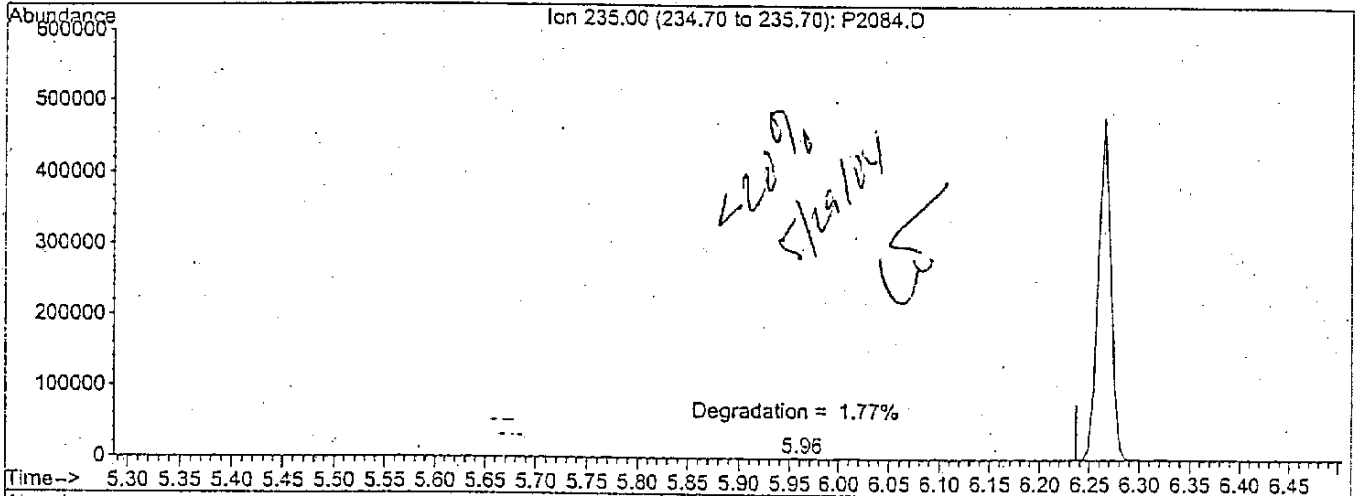 Abundance
Ion 235.00 (234.70 to 235.70): P2084.D
600000
500000
400000
300000
200000
100000
0
<20%
5/29/04
Degradation = 1.77%
5.96
Time--> 5.30 5.35 5.40 5.45 5.50 5.55 5.60 5.65 5.70 5.75 5.80 5.85 5.90 5.95 6.00 6.05 6.10 6.15 6.20 6.25 6.30 6.35 6.40 6.45